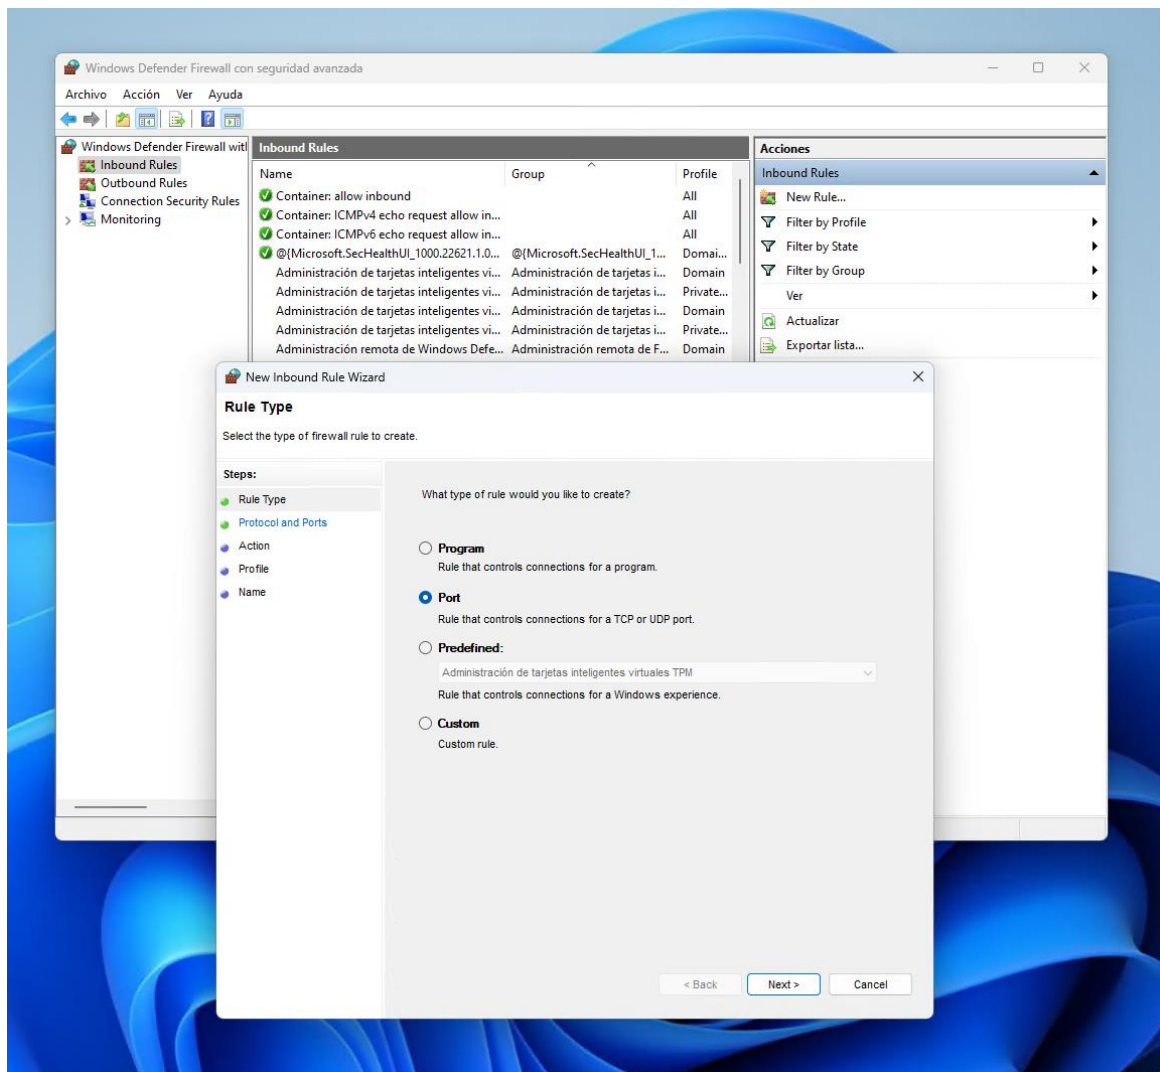 Windows Defender Firewall con seguridad avanzada
Archivo Acción Ver Ayuda
Windows Defender Firewall witl
Inbound Rules
Outbound Rules
Connection Security Rules
Monitoring
Inbound Rules
Name Group Profile
Container: allow inbound All
Container: ICMPv4 echo request allow in... All
Container: ICMPv6 echo request allow in... All
@{Microsoft.SecHealthUI_1000.22621.1.0... @{Microsoft.SecHealthUI_1... Domai...
Administración de tarjetas inteligentes vi... Administración de tarjetas i... Domain
Administración de tarjetas inteligentes vi... Administración de tarjetas i... Private...
Administración de tarjetas inteligentes vi... Administración de tarjetas i... Domain
Administración de tarjetas inteligentes vi... Administración de tarjetas i... Private...
Administración remota de Windows Defe... Administración remota de F... Domain
Acciones
Inbound Rules
New Rule...
Filter by Profile
Filter by State
Filter by Group
Ver
Actualizar
Exportar lista...
New Inbound Rule Wizard
Rule Type
Select the type of firewall rule to create.
Steps:
Rule Type
Protocol and Ports
Action
Profile
Name
What type of rule would you like to create?
Program
Rule that controls connections for a program.
Port
Rule that controls connections for a TCP or UDP port.
Predefined:
Administración de tarjetas inteligentes virtuales TPM
Rule that controls connections for a Windows experience.
Custom
Custom rule.
< Back Next > Cancel